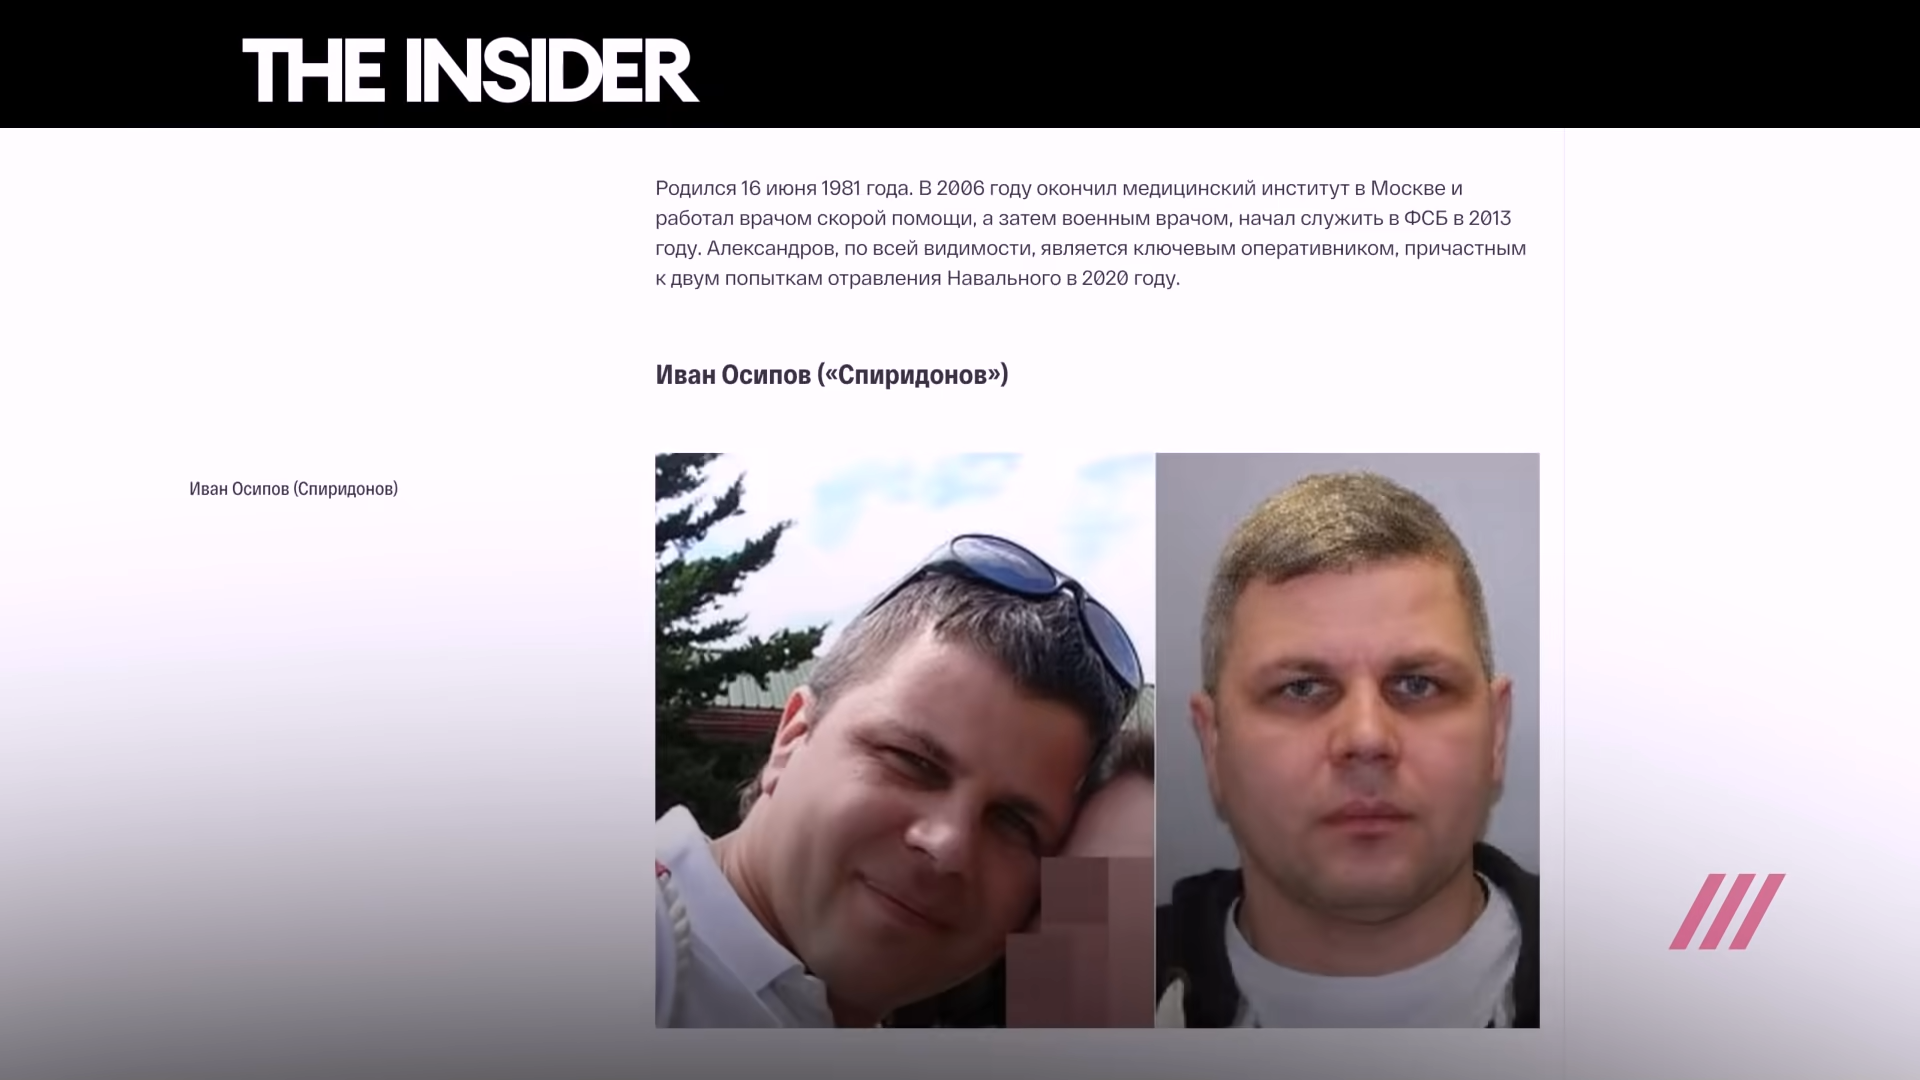 THE INSIDER
Родился 16 июня 1981 года. В 2006 году окончил медицинский институт в Москве и
работал врачом скорой помощи, а затем военным врачом, начал служить в ФСБ в 2013
году. Александров, по всей видимости, является ключевым оперативником, причастным
к двум попыткам отравления Навального в 2020 году.
Иван Осипов («Спиридонов»)
Иван Осипов (Спиридонов)